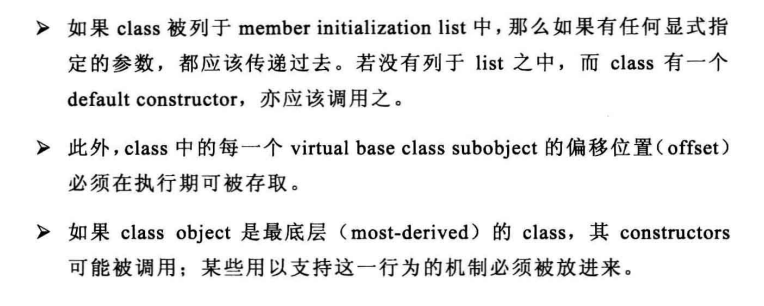 ➤ 如果 class 被列于 member initialization list 中，那么如果有任何显式指
定的参数，都应该传递过去。若没有列于 list 之中，而 class 有一个
default constructor，亦应该调用之。
➤ 此外，class 中的每一个 virtual base class subobject 的偏移位置（offset）
必须在执行期可被存取。
➤ 如果 class object 是最底层（most-derived）的 class，其 constructors
可能被调用；某些用以支持这一行为的机制必须被放进来。